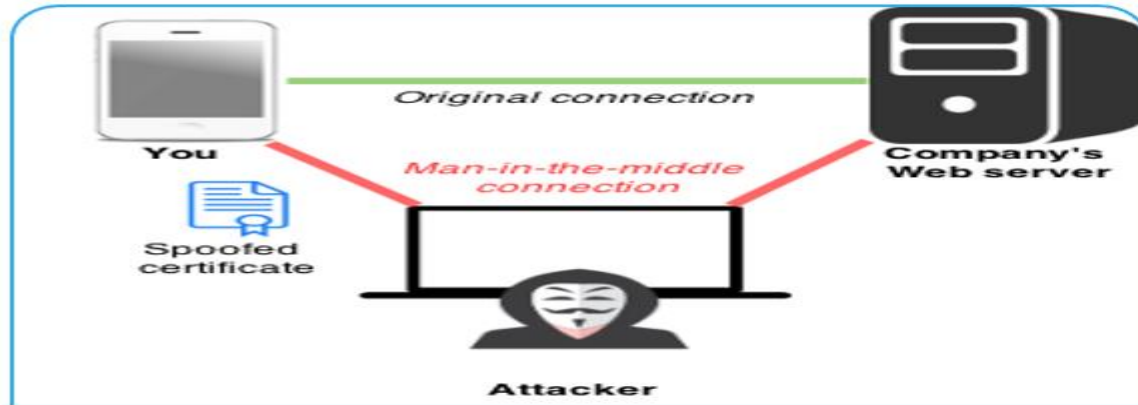 Original connection
You
Company's
Web server
Man-in-the-middle
connection
Spoofed
certificate
Attacker